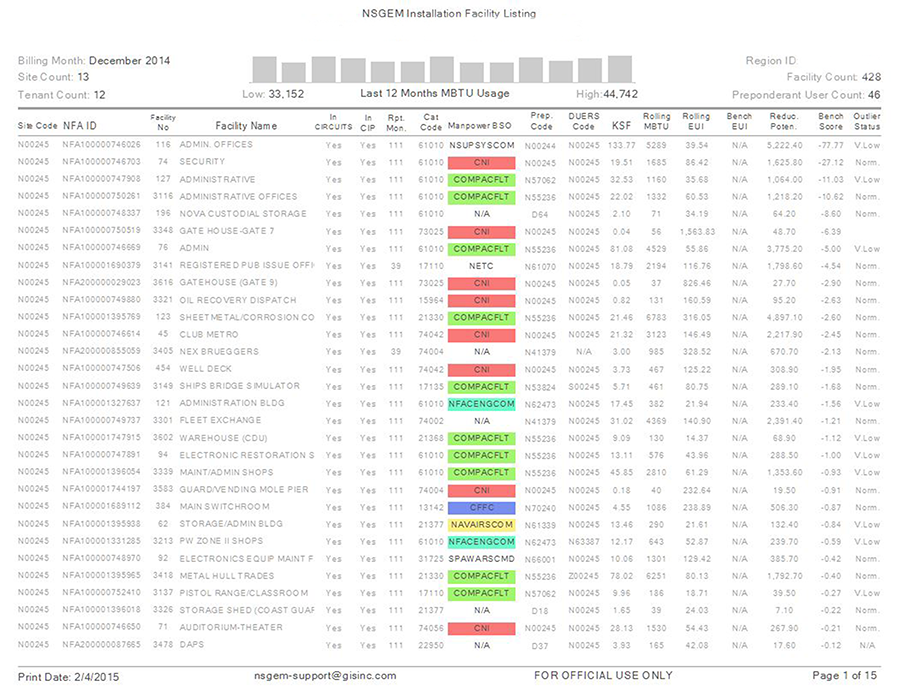 NSGEM Installation Facility Listing
Billing Month: December 2014
Site Count: 13
Tenant Count: 12
Low: 33,152 Last 12 Months MBTU Usage High: 44,742
Region ID
Facility Count: 428
Preponderant User Count: 46
Site Code NFA ID Facility No Facility Name In CIRCUITS In CIP Rpt. Mon. Cat Code Manpower BSO Prep. Code DUERS Code KSF Rolling MBTU Rolling EUI Bench EUI Reduc. Poten. Bench Score Outlier Status
N00245 NFA100000746026 116 ADMIN. OFFICES Yes Yes 111 61010 NSUPSYSCOM N00244 N00245 133.77 5289 39.54 N/A 5,222.40 -77.77 V.Low
N00245 NFA100000746703 74 SECURITY Yes Yes 111 61010 CNI N00245 N00245 19.51 1685 86.42 N/A 1,625.80 -27.12 Norm.
N00245 NFA100000747908 127 ADMINISTRATIVE Yes Yes 111 61010 COMPACFLT N57062 N00245 32.53 1160 35.68 N/A 1,064.00 -11.03 V.Low
N00245 NFA100000750261 3116 ADMINISTRATIVE OFFICES Yes Yes 111 61010 COMPACFLT N55236 N00245 22.02 1332 60.53 N/A 1,218.20 -10.62 Norm.
N00245 NFA100000748337 196 NOVA CUSTODIAL STORAGE Yes Yes 111 61010 N/A D64 N00245 2.10 71 34.19 N/A 64.20 -8.60 Norm.
N00245 NFA100000750519 3348 GATE HOUSE-GATE 7 Yes Yes 111 73025 CNI N00245 N00245 0.04 56 1,563.83 N/A 48.70 -6.39
N00245 NFA100000746669 76 ADMIN Yes Yes 111 61010 COMPACFLT N55236 N00245 81.08 4529 55.86 N/A 3,775.20 -5.00 V.Low
N00245 NFA100001690379 3141 REGISTERED PUB ISSUE OFFI Yes Yes 39 17110 NETC N61070 N00245 18.79 2194 116.76 N/A 1,798.60 -4.54 Norm.
N00245 NFA200000029023 3616 GATEHOUSE (GATE 9) Yes Yes 111 73025 CNI N00245 N00245 0.05 37 826.46 N/A 27.70 -2.90 Norm.
N00245 NFA100000749880 3321 OIL RECOVERY DISPATCH Yes Yes 111 15964 CNI N00245 N00245 0.82 131 160.59 N/A 95.20 -2.63 Norm.
N00245 NFA100001395769 123 SHEETMETAL/CORROSION CO Yes Yes 111 21330 COMPACFLT N55236 N00245 21.46 6783 316.05 N/A 4,897.10 -2.60 Norm.
N00245 NFA100000746614 45 CLUB METRO Yes Yes 111 74042 CNI N00245 N00245 21.32 3123 146.49 N/A 2,217.90 -2.45 Norm.
N00245 NFA200000855059 3405 NEX BRUEGGERS Yes Yes 39 74004 N/A N41379 N/A 3.00 985 328.52 N/A 670.70 -2.13 Norm.
N00245 NFA100000747506 454 WELL DECK Yes Yes 111 74042 CNI N00245 N00245 3.73 467 125.22 N/A 308.90 -1.95 Norm.
N00245 NFA100000749639 3149 SHIPS BRIDGE SIMULATOR Yes Yes 111 17135 COMPACFLT N53824 S00245 5.71 461 80.75 N/A 289.10 -1.68 Norm.
N00245 NFA100001327637 121 ADMINISTRATION BLDG Yes Yes 111 61010 NFACENGCOM N62473 N00245 17.45 382 21.94 N/A 233.40 -1.56 V.Low
N00245 NFA100000749737 3301 FLEET EXCHANGE Yes Yes 111 74002 N/A N41379 N00245 31.02 4369 140.90 N/A 2,391.40 -1.21 Norm.
N00245 NFA100001747915 3602 WAREHOUSE (CDU) Yes Yes 111 21368 COMPACFLT N55236 N00245 9.09 130 14.37 N/A 68.90 -1.12 V.Low
N00245 NFA100000747891 94 ELECTRONIC RESTORATION S Yes Yes 111 61010 COMPACFLT N55236 N00245 13.11 576 43.96 N/A 288.50 -1.00 V.Low
N00245 NFA100001396054 3339 MAINT/ADMIN SHOPS Yes Yes 111 61010 COMPACFLT N55236 N00245 45.85 2810 61.29 N/A 1,353.60 -0.93 V.Low
N00245 NFA100001744197 3583 GUARD/VENDING MOLE PIER Yes Yes 111 74004 CNI N00245 N00245 0.18 40 232.64 N/A 19.50 -0.91 Norm.
N00245 NFA100001689112 384 MAIN SWITCHROOM Yes Yes 111 13142 CFFC N70240 N00245 4.55 1086 238.89 N/A 506.30 -0.87 Norm.
N00245 NFA100001395938 62 STORAGE/ADMIN BLDG Yes Yes 111 21377 NAVAIRSCOM N61339 N00245 13.46 290 21.61 N/A 132.40 -0.84 V.Low
N00245 NFA100001331285 3213 PW ZONE II SHOPS Yes Yes 111 61010 NFACENGCOM N62473 N63387 12.17 643 52.87 N/A 239.70 -0.59 V.Low
N00245 NFA100000748970 92 ELECTRONICS EQUIP MAINT F Yes Yes 111 31725 SPAWARSCMD N66001 N00245 10.06 1301 129.42 N/A 385.70 -0.42 Norm.
N00245 NFA100001395965 3418 METAL HULL TRADES Yes Yes 111 21330 COMPACFLT N55236 Z00245 78.02 6251 80.13 N/A 1,792.70 -0.40 Norm.
N00245 NFA100000752410 3137 PISTOL RANGE/CLASSROOM Yes Yes 111 17110 COMPACFLT N57062 N00245 9.96 186 18.71 N/A 39.50 -0.27 V.Low
N00245 NFA100001396018 3326 STORAGE SHED (COAST GUAR Yes Yes 111 21377 N/A D18 N00245 1.65 39 24.03 N/A 7.10 -0.22 Norm.
N00245 NFA100000746650 71 AUDITORIUM-THEATER Yes Yes 111 74056 CNI N00245 N00245 28.13 1530 54.43 N/A 267.90 -0.21 Norm.
N00245 NFA200000087665 3478 DAPS Yes Yes 111 22950 N/A D37 N00245 3.93 165 42.08 N/A 17.60 -0.12 N/A
Print Date: 2/4/2015 nsgem-support@gisinc.com FOR OFFICIAL USE ONLY Page 1 of 15